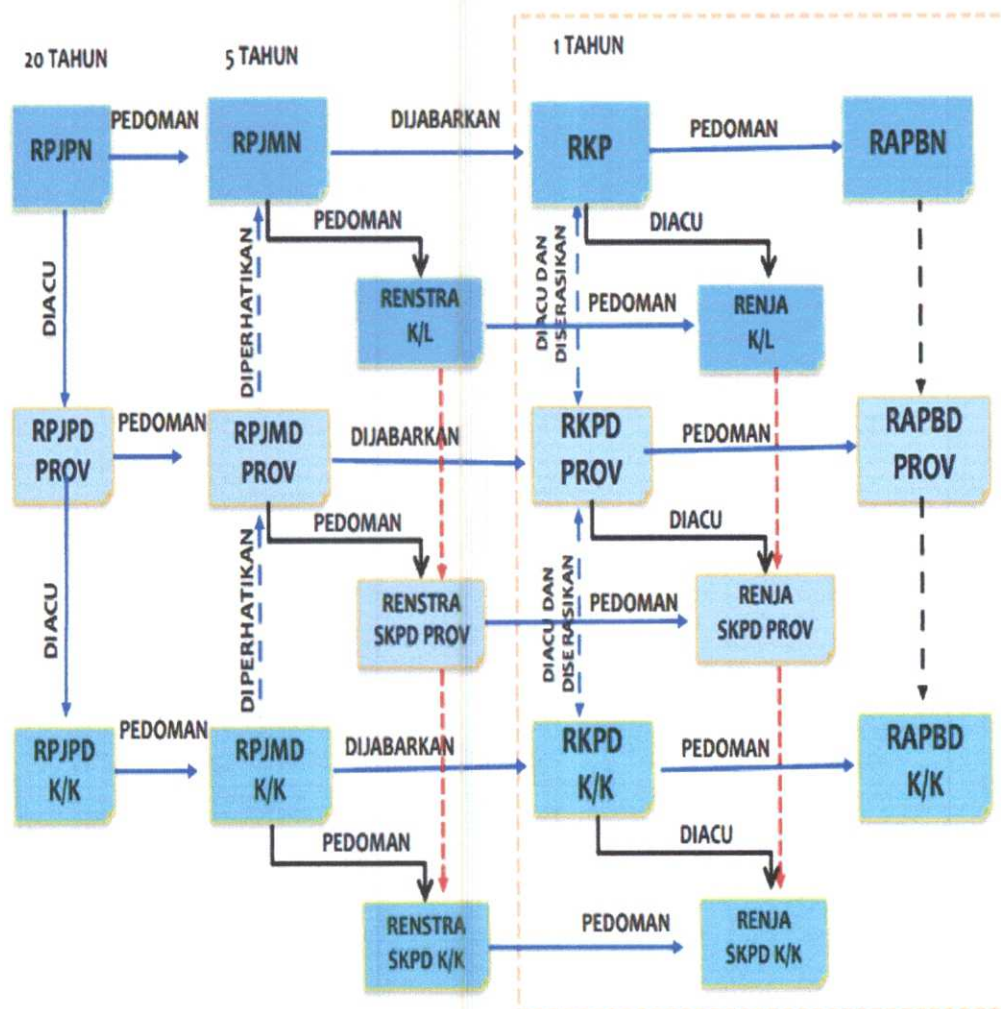 20 TAHUN
5 TAHUN
1 TAHUN
RPJPN
PEDOMAN
RPJMN
DIJABARKAN
RKP
PEDOMAN
RAPBN
DIACU
DIPERHATIKAN
PEDOMAN
RENSTRA
K/L
PEDOMAN
DIACU DAN
DISERASIKAN
DIACU
RENJA
K/L
RPJPD
PROV
PEDOMAN
RPJMD
PROV
DIJABARKAN
RKPD
PROV
PEDOMAN
RAPBD
PROV
DIACU
DIPERHATIKAN
PEDOMAN
RENSTRA
SKPD PROV
PEDOMAN
DIACU DAN
DISERASIKAN
DIACU
RENJA
SKPD PROV
RPJPD
K/K
PEDOMAN
RPJMD
K/K
DIJABARKAN
RKPD
K/K
PEDOMAN
RAPBD
K/K
PEDOMAN
RENSTRA
SKPD K/K
PEDOMAN
DIACU
RENJA
SKPD K/K